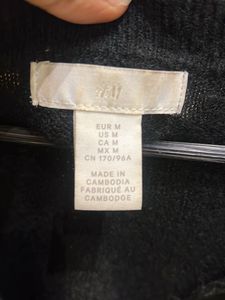 H&M
EUR M
US M
CA M
MX M
CN 170/96A
MADE IN
CAMBODIA
FABRIQUÉ AU
CAMBODGE